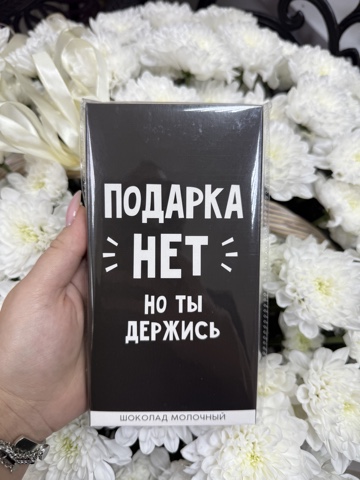 ПОДАРКА
НЕТ
НО ТЫ
ДЕРЖИСЬ
ШОКОЛАД МОЛОЧНЫЙ